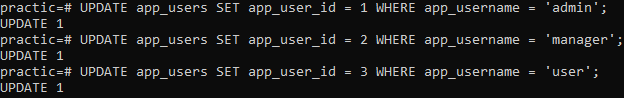 practic=# UPDATE app_users SET app_user_id = 1 WHERE app_username = 'admin';
UPDATE 1
practic=# UPDATE app_users SET app_user_id = 2 WHERE app_username = 'manager';
UPDATE 1
practic=# UPDATE app_users SET app_user_id = 3 WHERE app_username = 'user';
UPDATE 1